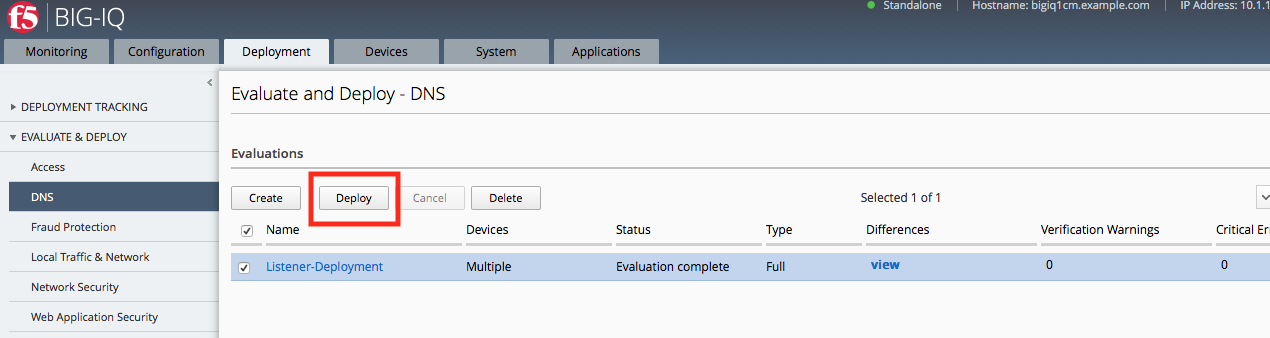 f5 BIG-IQ
Standalone Hostname: bigiq1cm.example.com IP Address: 10.1.1
Monitoring Configuration Deployment Devices System Applications
Evaluate and Deploy - DNS
DEPLOYMENT TRACKING
EVALUATE & DEPLOY
Evaluations
Access
DNS
Create Deploy Cancel Delete Selected 1 of 1
Fraud Protection
Name Devices Status Type Differences Verification Warnings Critical Er
Local Traffic & Network
Listener-Deployment Multiple Evaluation complete Full view 0 0
Network Security
Web Application Security